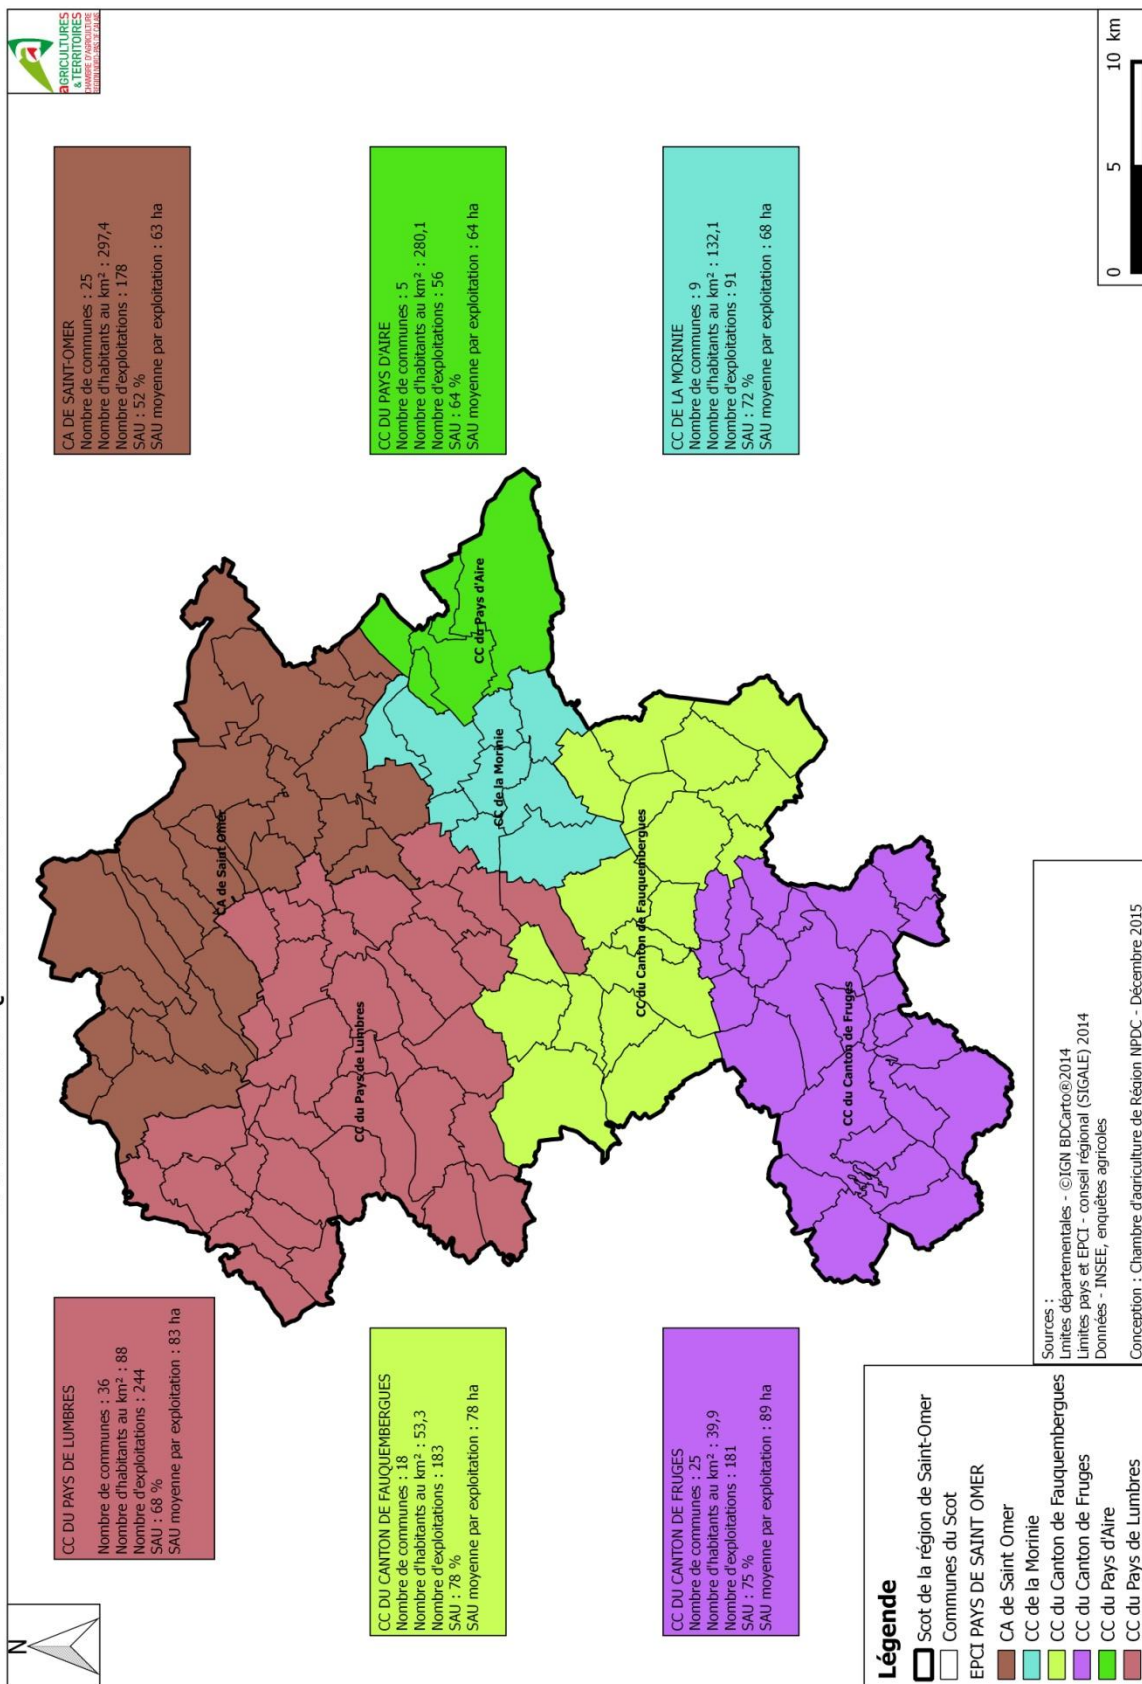 N
AGRICULTURES
& TERRITOIRES
CHAMBRE D'AGRICULTURE
CC DU PAYS DE LUMBRES
Nombre de communes : 36
Nombre d'habitants au km² : 88
Nombre d'exploitations : 244
SAU : 68 %
SAU moyenne par exploitation : 83 ha
CC DU CANTON DE FAUQUEMBERGUES
Nombre de communes : 18
Nombre d'habitants au km² : 53,3
Nombre d'exploitations : 183
SAU : 78 %
SAU moyenne par exploitation : 78 ha
CC DU CANTON DE FRUGES
Nombre de communes : 25
Nombre d'habitants au km² : 39,9
Nombre d'exploitations : 181
SAU : 75 %
SAU moyenne par exploitation : 89 ha
CA de Saint Omer
CC du Pays de Lumbres
CC du Pays d'Aire
CC de la Morinie
CC du Canton de Fauquembergues
CC du Canton de Fruges
CA DE SAINT-OMER
Nombre de communes : 25
Nombre d'habitants au km² : 297,4
Nombre d'exploitations : 178
SAU : 52 %
SAU moyenne par exploitation : 63 ha
CC DU PAYS D'AIRE
Nombre de communes : 5
Nombre d'habitants au km² : 280,1
Nombre d'exploitations : 56
SAU : 64 %
SAU moyenne par exploitation : 64 ha
CC DE LA MORINIE
Nombre de communes : 9
Nombre d'habitants au km² : 132,1
Nombre d'exploitations : 91
SAU : 72 %
SAU moyenne par exploitation : 68 ha
Légende
Scot de la région de Saint-Omer
Communes du Scot
EPCI PAYS DE SAINT OMER
CA de Saint Omer
CC de la Morinie
CC du Canton de Fauquembergues
CC du Canton de Fruges
CC du Pays d'Aire
CC du Pays de Lumbres
Sources :
Lmites départementales - ©IGN BDCarto®2014
Limites pays et EPCI - conseil régional (SIGALE) 2014
Données - INSEE, enquêtes agricoles
Conception : Chambre d'agriculture de Région NPDC - Décembre 2015
0 5 10 km